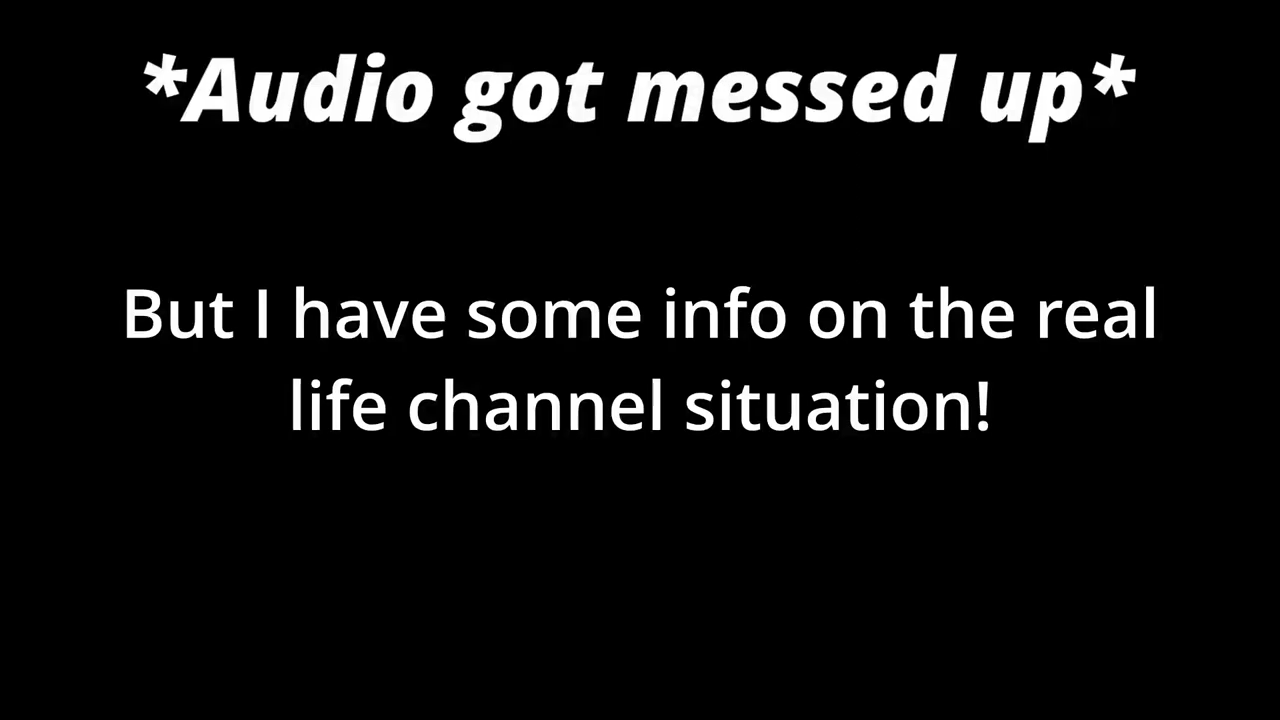 *Audio got messed up*
But I have some info on the real
life channel situation!